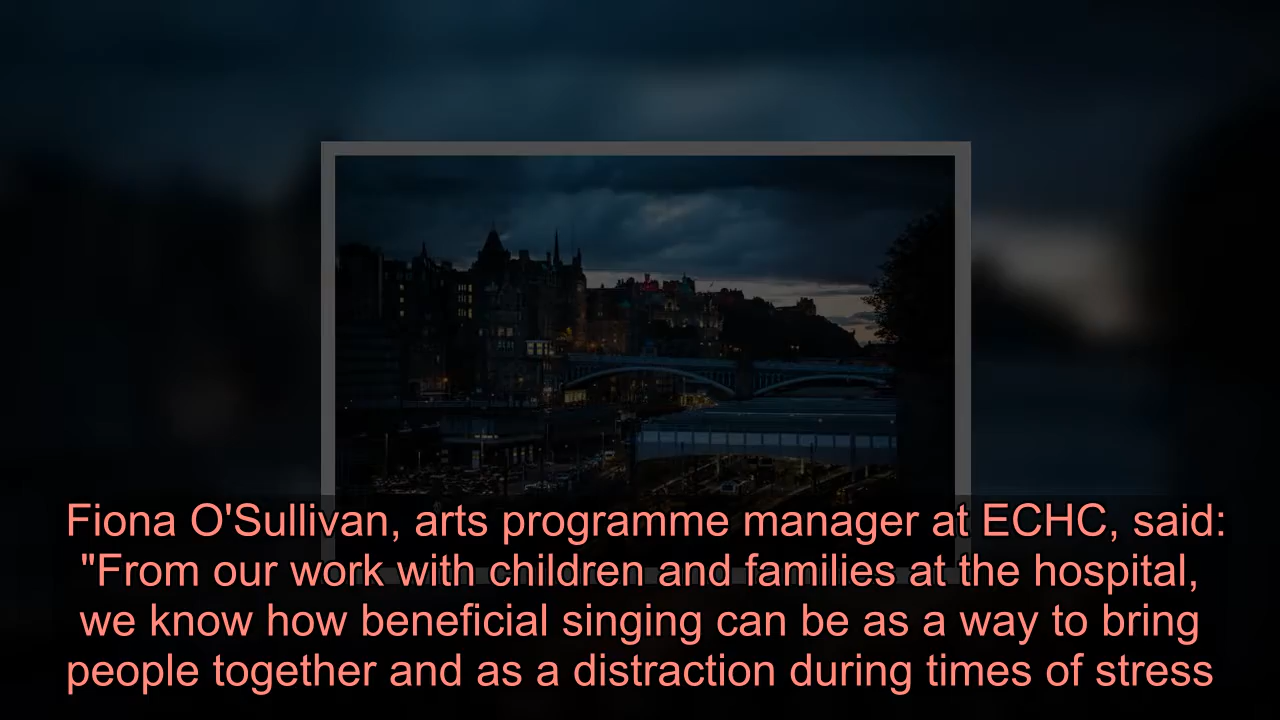 Fiona O'Sullivan, arts programme manager at ECHC, said:
"From our work with children and families at the hospital,
we know how beneficial singing can be as a way to bring
people together and as a distraction during times of stress